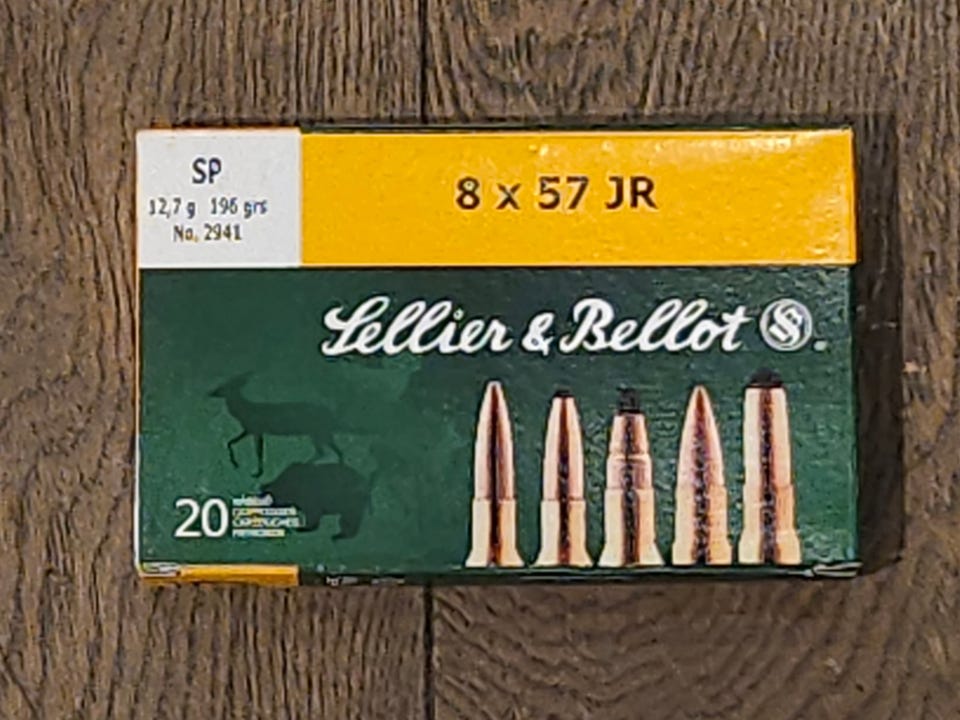 SP
12,7 g 196 grs
No. 2941
8 x 57 JR
Sellier & Bellot
20